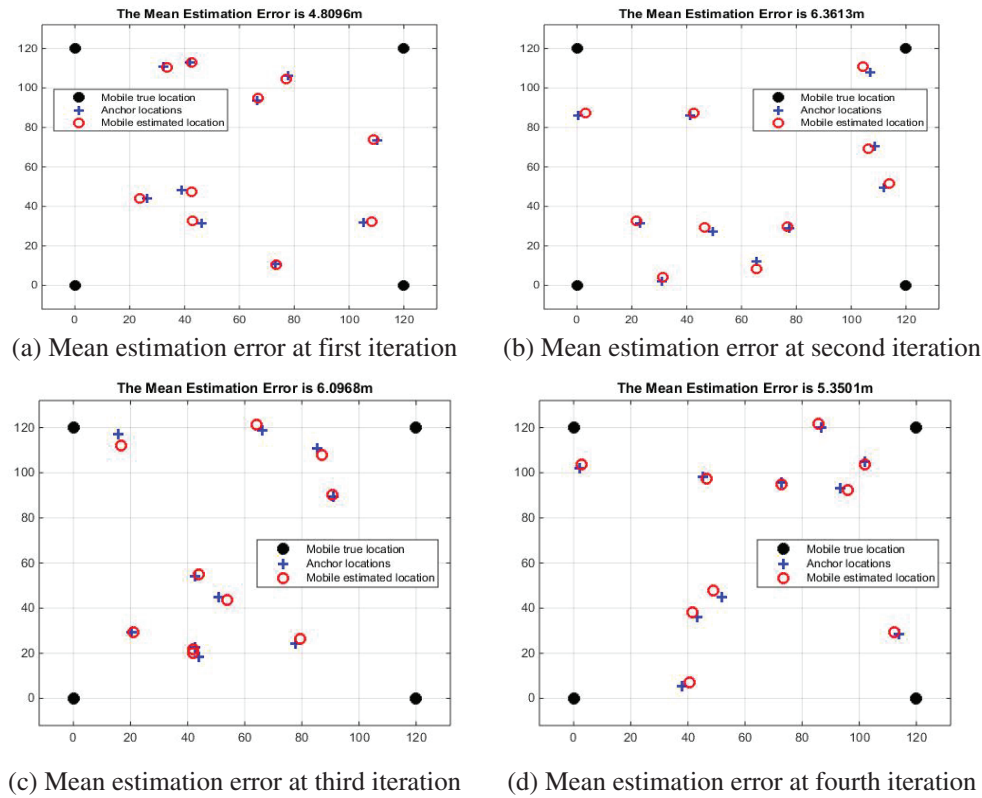 The Mean Estimation Error is 4.8096m
120
100
80
60
40
20
0
0 20 40 60 80 100 120
Mobile true location
Anchor locations
Mobile estimated location
(a) Mean estimation error at first iteration
The Mean Estimation Error is 6.3613m
120
100
80
60
40
20
0
0 20 40 60 80 100 120
Mobile true location
Anchor locations
Mobile estimated location
(b) Mean estimation error at second iteration
The Mean Estimation Error is 6.0968m
120
100
80
60
40
20
0
0 20 40 60 80 100 120
Mobile true location
Anchor locations
Mobile estimated location
(c) Mean estimation error at third iteration
The Mean Estimation Error is 5.3501m
120
100
80
60
40
20
0
0 20 40 60 80 100 120
Mobile true location
Anchor locations
Mobile estimated location
(d) Mean estimation error at fourth iteration